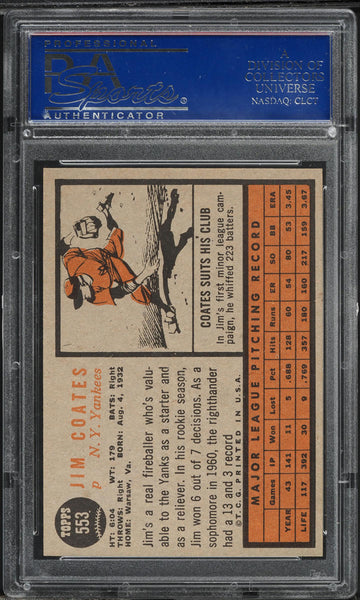 PROFESSIONAL
PSA
Sports
®
AUTHENTICATOR
A
DIVISION OF
COLLECTORS
UNIVERSE
NASDAQ: CLCT
TOPPS
553
JIM COATES
p N.Y. Yankees
HT: 6:04 WT: 179 BATS: Right
THROWS: Right BORN: Aug. 4, 1932
HOME: Warsaw, Va.
Jim's a real fireballer who's valu-
able to the Yanks as a starter and
as a reliever. In his rookie season,
Jim won 6 out of 7 decisions. As a
sophomore in 1960, the righthander
had a 13 and 3 record
© T.C.G. PRINTED IN U.S.A.
COATES SUITS HIS CLUB
In Jim's first minor league cam-
paign, he whiffed 223 batters.
MAJOR LEAGUE PITCHING RECORD
Games IP Won Lost Pct Hits Runs ER SO BB ERA
YEAR 43 141 11 5 .688 128 60 54 80 53 3.45
LIFE 117 392 30 9 .769 357 180 160 217 159 3.67